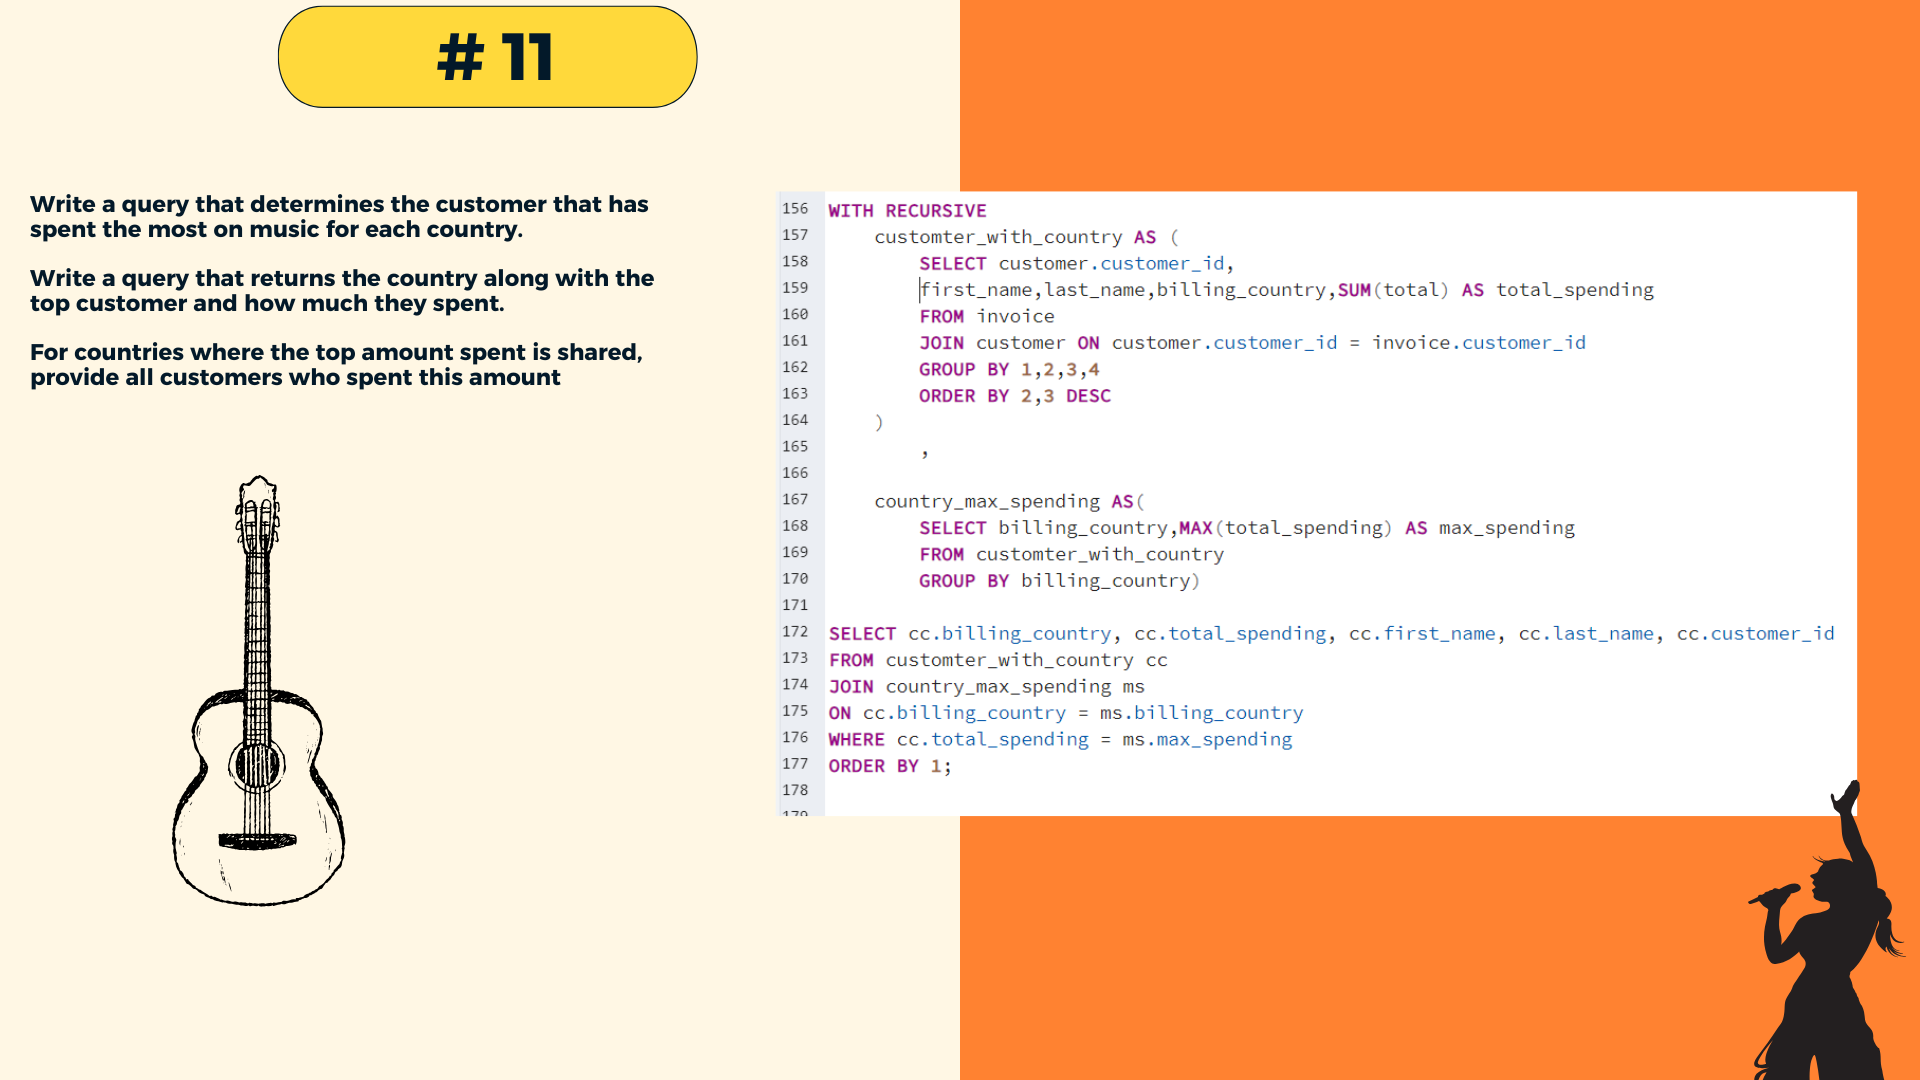 # 11
Write a query that determines the customer that has
spent the most on music for each country.
Write a query that returns the country along with the
top customer and how much they spent.
For countries where the top amount spent is shared,
provide all customers who spent this amount
156 WITH RECURSIVE
157 customter_with_country AS (
158 SELECT customer.customer_id,
159 first_name,last_name,billing_country,SUM(total) AS total_spending
160 FROM invoice
161 JOIN customer ON customer.customer_id = invoice.customer_id
162 GROUP BY 1,2,3,4
163 ORDER BY 2,3 DESC
164 )
165 ,
166
167 country_max_spending AS(
168 SELECT billing_country,MAX(total_spending) AS max_spending
169 FROM customter_with_country
170 GROUP BY billing_country)
171
172 SELECT cc.billing_country, cc.total_spending, cc.first_name, cc.last_name, cc.customer_id
173 FROM customter_with_country cc
174 JOIN country_max_spending ms
175 ON cc.billing_country = ms.billing_country
176 WHERE cc.total_spending = ms.max_spending
177 ORDER BY 1;
178